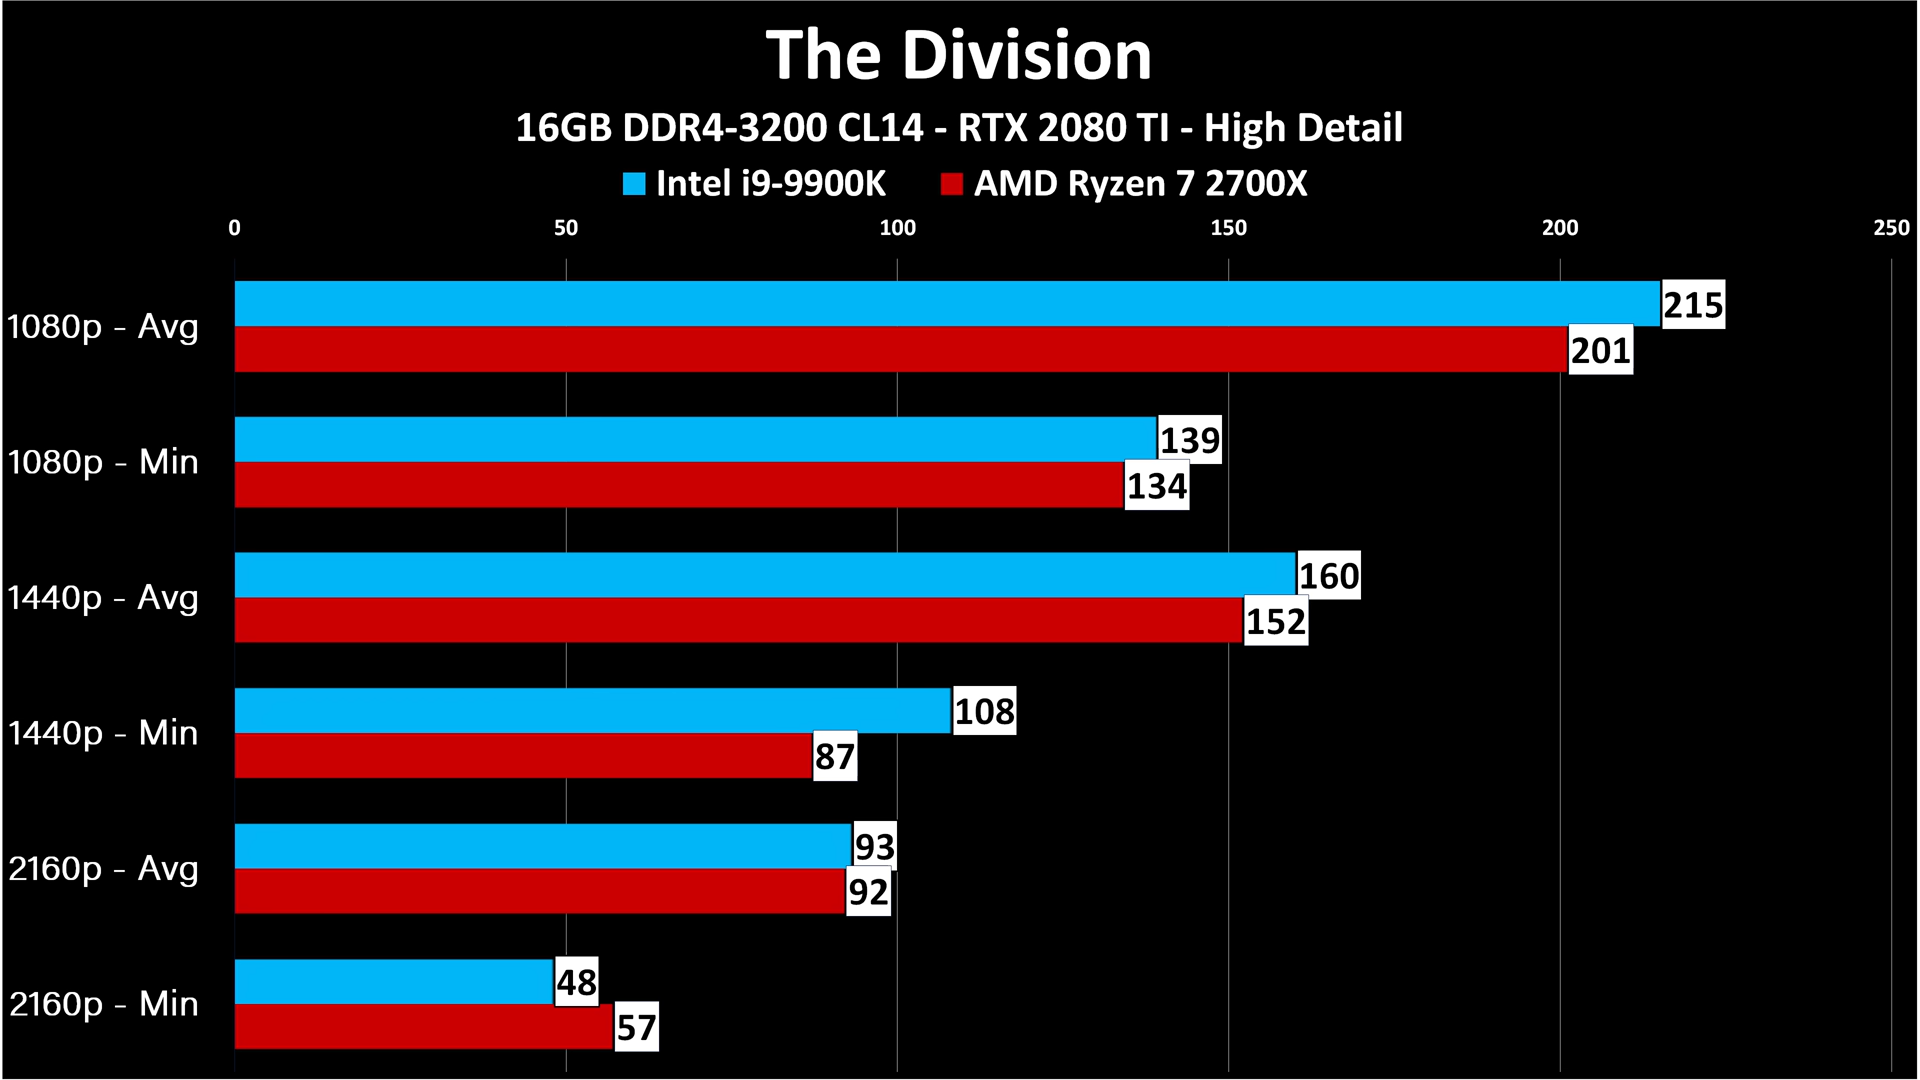 The Division
16GB DDR4-3200 CL14 - RTX 2080 TI - High Detail
Intel i9-9900K AMD Ryzen 7 2700X
0 50 100 150 200 250
1080p - Avg 215
201
1080p - Min 139
134
1440p - Avg 160
152
1440p - Min 108
87
2160p - Avg 93
92
2160p - Min 48
57